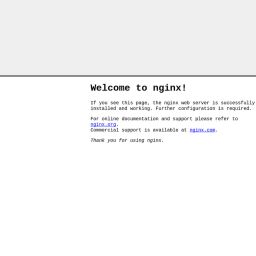 Welcome to nginx!
If you see this page, the nginx web server is successfully
installed and working. Further configuration is required.
For online documentation and support please refer to
nginx.org.
Commercial support is available at nginx.com.
Thank you for using nginx.